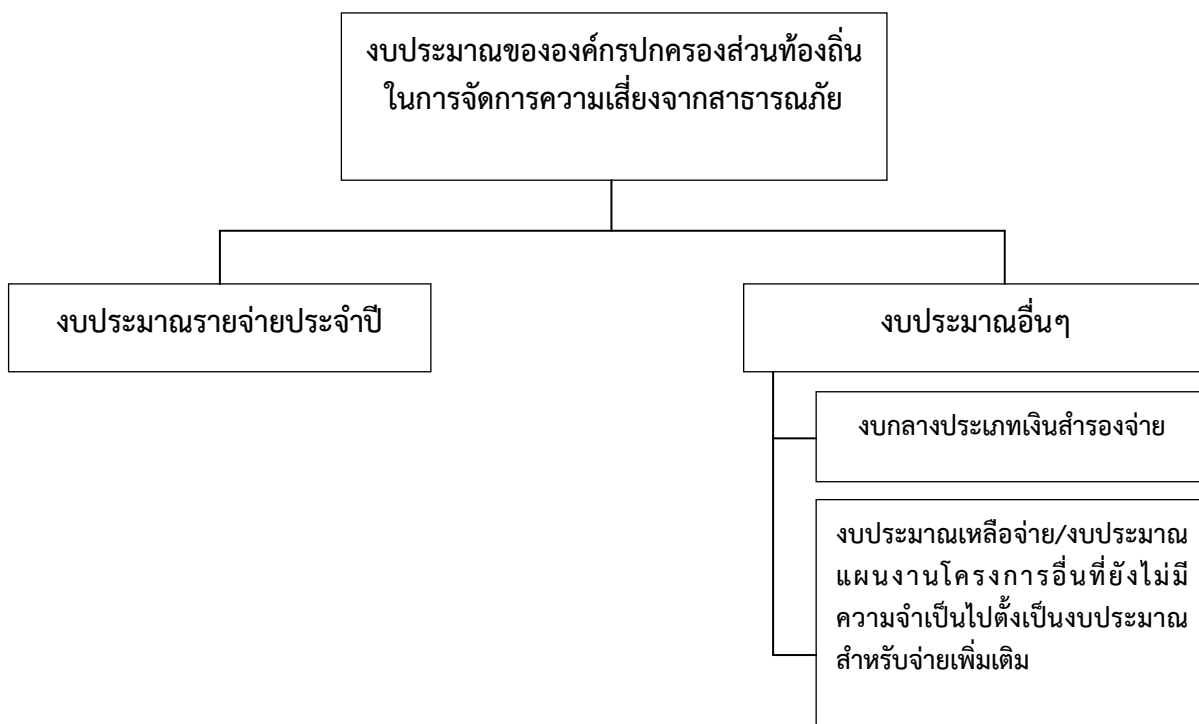 งบประมาณขององค์กรปกครองส่วนท้องถิ่น
ในการจัดการความเสี่ยงจากสาธารณภัย
งบประมาณรายจ่ายประจำปี
งบประมาณอื่นๆ
งบกลางประเภทเงินสำรองจ่าย
งบประมาณเหลือจ่าย/งบประมาณ
แผนงานโครงการอื่นที่ยังไม่มี
ความจำเป็นไปตั้งเป็นงบประมาณ
สำหรับจ่ายเพิ่มเติม